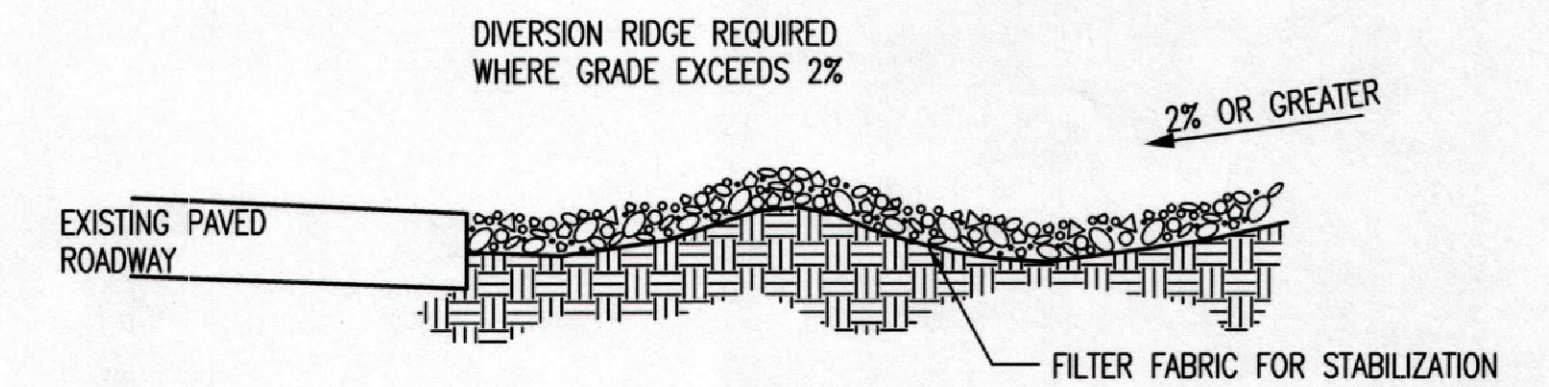 DIVERSION RIDGE REQUIRED
WHERE GRADE EXCEEDS 2%
2% OR GREATER
EXISTING PAVED
ROADWAY
FILTER FABRIC FOR STABILIZATION